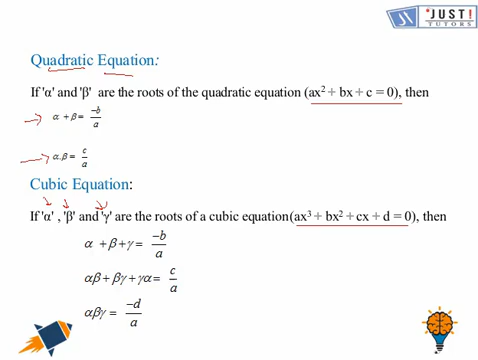 *JUST!
TUTORS
Quadratic Equation:
If 'α' and 'β' are the roots of the quadratic equation (ax² + bx + c = 0), then
α + β = −b/a
α.β = c/a
Cubic Equation:
If 'α' , 'β' and 'γ' are the roots of a cubic equation(ax³ + bx² + cx + d = 0), then
α + β + γ = −b/a
αβ + βγ + γα = c/a
αβγ = −d/a